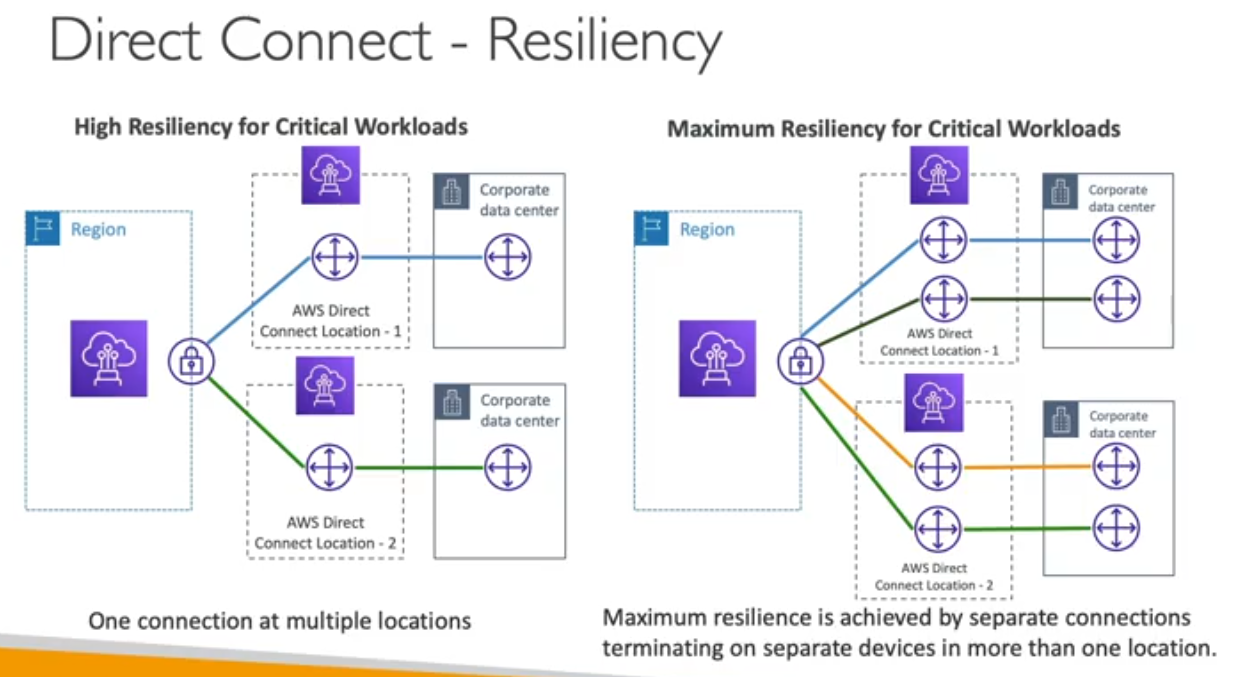 Direct Connect - Resiliency
High Resiliency for Critical Workloads
Region
Corporate
data center
AWS Direct
Connect Location - 1
Corporate
data center
AWS Direct
Connect Location - 2
One connection at multiple locations
Maximum Resiliency for Critical Workloads
Region
Corporate
data center
AWS Direct
Connect Location - 1
Corporate
data center
AWS Direct
Connect Location - 2
Maximum resilience is achieved by separate connections
terminating on separate devices in more than one location.